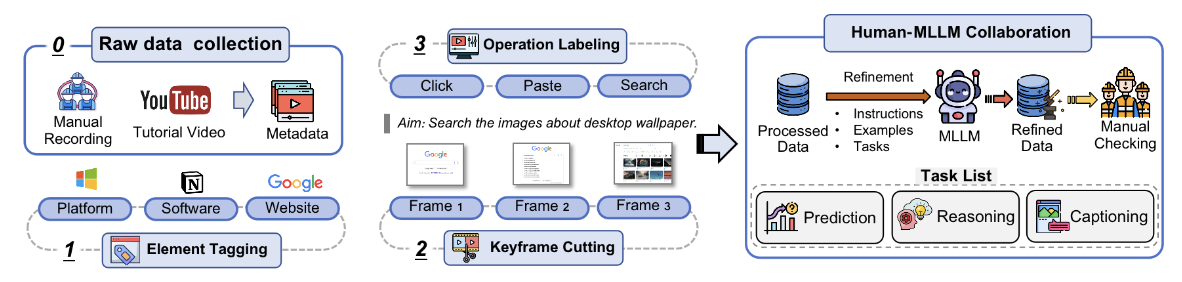 0
Raw data collection
Manual
Recording
YouTube
Tutorial Video
Metadata
Platform
Software
Google
Website
1
Element Tagging
3
Operation Labeling
Click
Paste
Search
Aim: Search the images about desktop wallpaper.
Google
Google
Frame 1
Frame 2
Frame 3
2
Keyframe Cutting
Human-MLLM Collaboration
Processed
Data
Refinement
• Instructions
• Examples
• Tasks
MLLM
Refined
Data
Manual
Checking
Task List
Prediction
Reasoning
Captioning